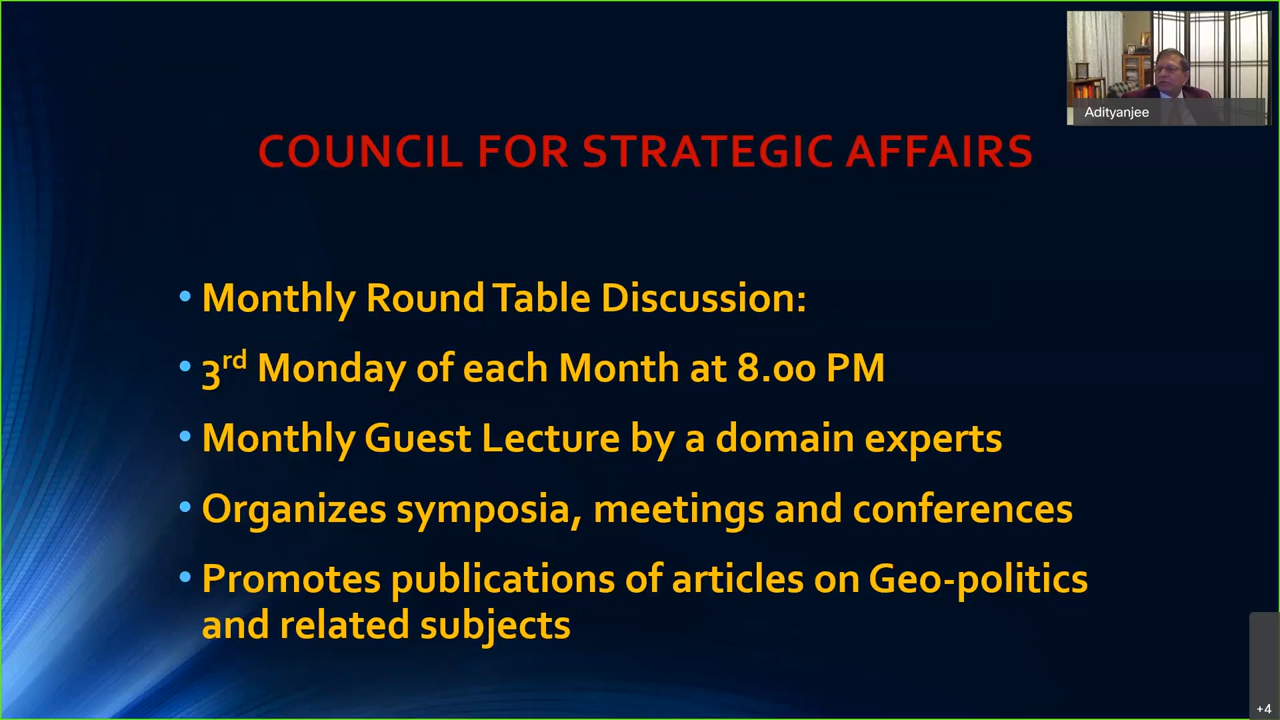 Adityanjee
COUNCIL FOR STRATEGIC AFFAIRS
• Monthly Round Table Discussion:
• 3rd Monday of each Month at 8.00 PM
• Monthly Guest Lecture by a domain experts
• Organizes symposia, meetings and conferences
• Promotes publications of articles on Geo-politics
and related subjects
+4